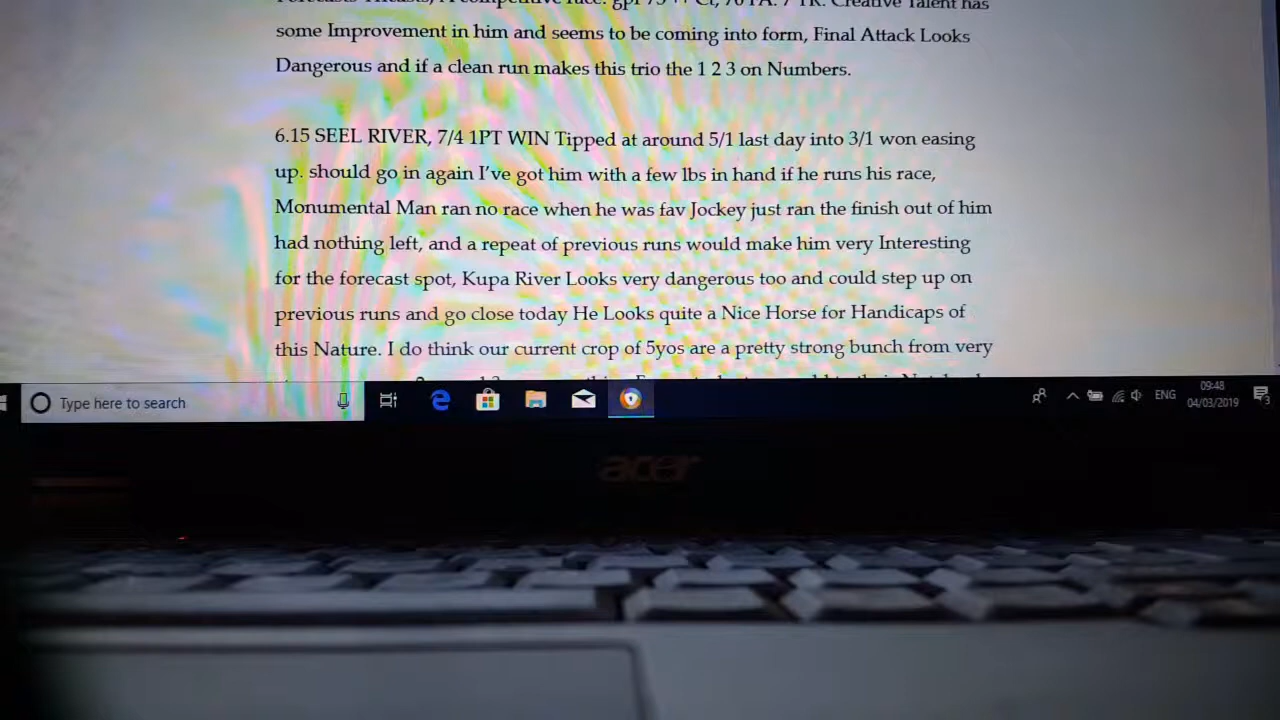 some Improvement in him and seems to be coming into form, Final Attack Looks
Dangerous and if a clean run makes this trio the 1 2 3 on Numbers.
6.15 SEEL RIVER, 7/4 1PT WIN Tipped at around 5/1 last day into 3/1 won easing
up. should go in again I've got him with a few lbs in hand if he runs his race,
Monumental Man ran no race when he was fav Jockey just ran the finish out of him
had nothing left, and a repeat of previous runs would make him very Interesting
for the forecast spot, Kupa River Looks very dangerous too and could step up on
previous runs and go close today He Looks quite a Nice Horse for Handicaps of
this Nature. I do think our current crop of 5yos are a pretty strong bunch from very
Type here to search
ENG
09:48
04/03/2019
3
acer